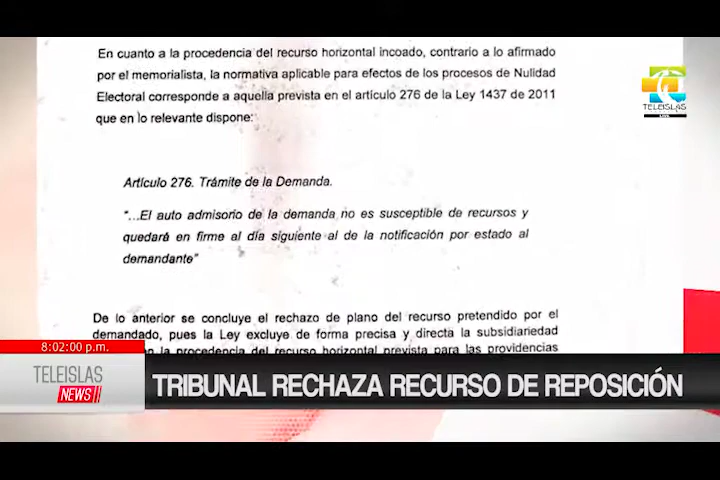 En cuanto a la procedencia del recurso horizontal incoado, contrario a lo afirmado
por el memorialista, la normativa aplicable para efectos de los procesos de Nulidad
Electoral corresponde a aquella prevista en el artículo 276 de la Ley 1437 de 2011
que en lo relevante dispone:
TELEISLAS
Artículo 276. Trámite de la Demanda.
"...El auto admisorio de la demanda no es susceptible de recursos y
quedará en firme al día siguiente al de la notificación por estado al
demandante"
De lo anterior se concluye el rechazo de plano del recurso pretendido por el
demandado, pues la Ley excluye de forma precisa y directa la subsidiariedad
la procedencia del recurso horizontal prevista para las providencias
8:02:00 p.m.
TELEISLAS
NEWS
TRIBUNAL RECHAZA RECURSO DE REPOSICIÓN